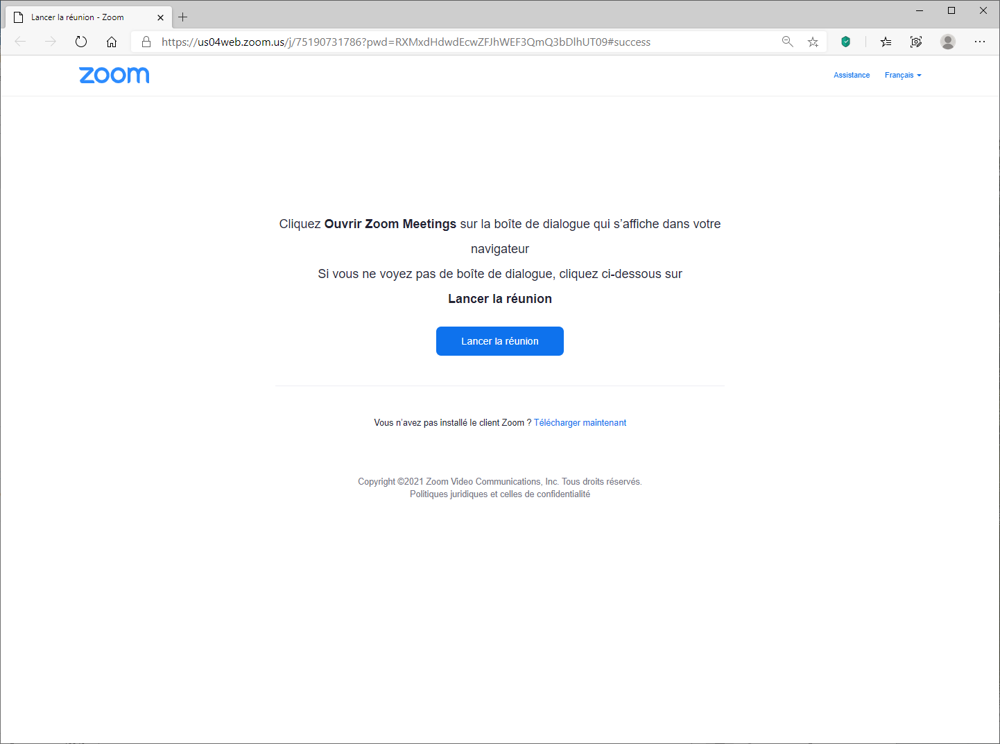 Lancer la réunion - Zoom
https://us04web.zoom.us/j/75190731786?pwd=RXMxdHdwdEcwZFJhWEF3QmQ3bDlhUT09#success
zoom
Assistance
Français
Cliquez Ouvrir Zoom Meetings sur la boîte de dialogue qui s’affiche dans votre
navigateur
Si vous ne voyez pas de boîte de dialogue, cliquez ci-dessous sur
Lancer la réunion
Lancer la réunion
Vous n’avez pas installé le client Zoom ? Télécharger maintenant
Copyright ©2021 Zoom Video Communications, Inc. Tous droits réservés.
Politiques juridiques et celles de confidentialité